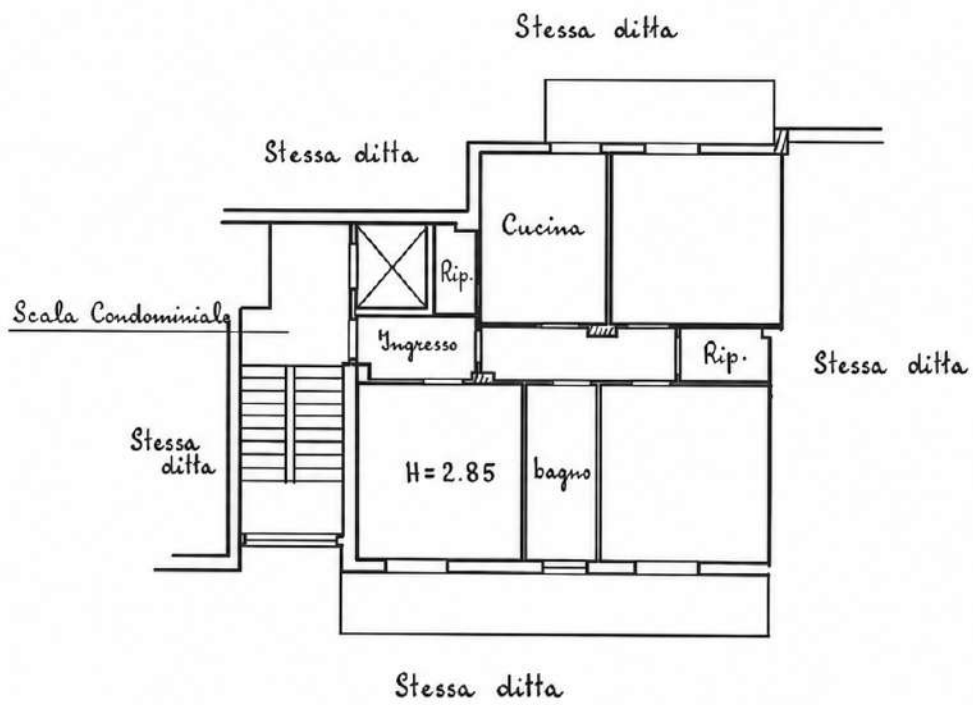 Stessa ditta
Stessa ditta
Cucina
Rip.
Scala Condominiale
Ingresso
Rip.
Stessa ditta
Stessa
ditta
H = 2.85
bagno
Stessa ditta